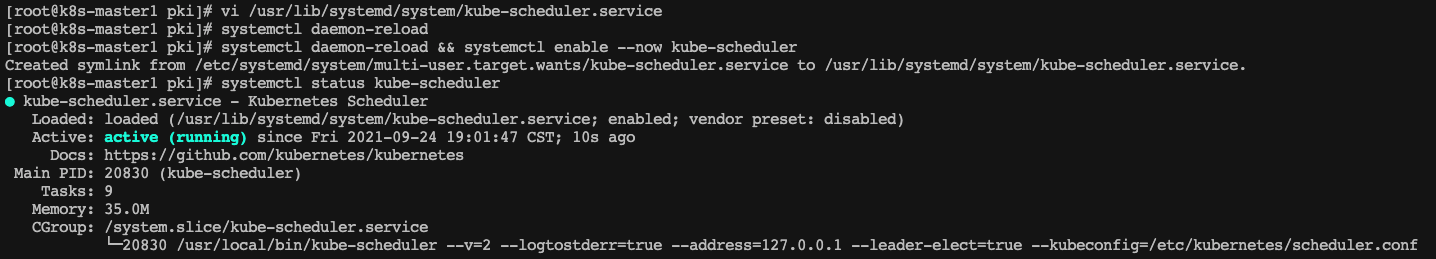 [root@k8s-master1 pki]# vi /usr/lib/systemd/system/kube-scheduler.service
[root@k8s-master1 pki]# systemctl daemon-reload
[root@k8s-master1 pki]# systemctl daemon-reload && systemctl enable --now kube-scheduler
Created symlink from /etc/systemd/system/multi-user.target.wants/kube-scheduler.service to /usr/lib/systemd/system/kube-scheduler.service.
[root@k8s-master1 pki]# systemctl status kube-scheduler
● kube-scheduler.service - Kubernetes Scheduler
Loaded: loaded (/usr/lib/systemd/system/kube-scheduler.service; enabled; vendor preset: disabled)
Active: active (running) since Fri 2021-09-24 19:01:47 CST; 10s ago
Docs: https://github.com/kubernetes/kubernetes
Main PID: 20830 (kube-scheduler)
Tasks: 9
Memory: 35.0M
CGroup: /system.slice/kube-scheduler.service
└─20830 /usr/local/bin/kube-scheduler --v=2 --logtostderr=true --address=127.0.0.1 --leader-elect=true --kubeconfig=/etc/kubernetes/scheduler.conf